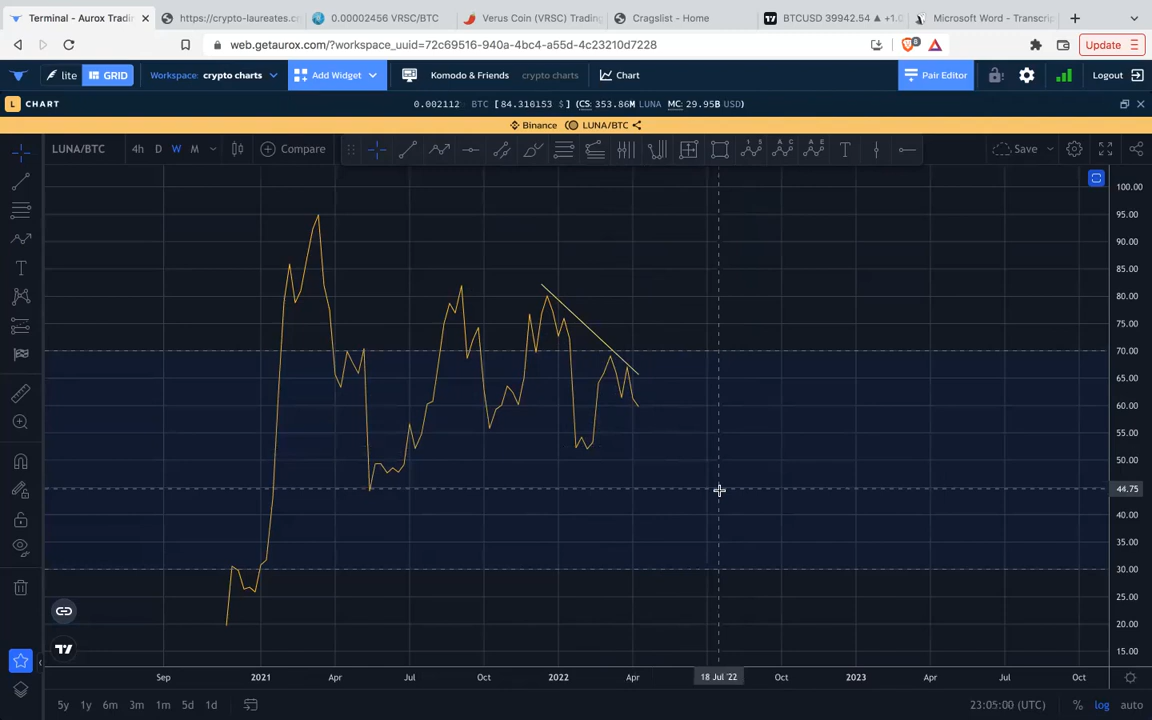 Terminal - Aurox Tradi
https://crypto-laureates.cr
0.00002456 VRSC/BTC
Verus Coin (VRSC) Trading
Cragslist - Home
BTCUSD 39942.54 ▲ +1.0
Microsoft Word - Transcrip
web.getaurox.com/?workspace_uuid=72c69516-940a-4bc4-a55d-4c23210d7228
8
Update
lite
GRID
Workspace: crypto charts
Add Widget
Komodo & Friends
crypto charts
Chart
Pair Editor
Logout
L CHART
0.002112 BTC [84.316153 $] (CS: 353.86M LUNA MC: 29.95B USD)
Binance LUNA/BTC
LUNA/BTC
4h D W M
Compare
T
Save
100.00
95.00
90.00
85.00
80.00
75.00
70.00
65.00
60.00
55.00
50.00
44.75
40.00
35.00
30.00
25.00
20.00
15.00
Sep 2021 Apr Jul Oct 2022 Apr 18 Jul '22 Oct 2023 Apr Jul Oct
5y 1y 6m 3m 1m 5d 1d
23:05:00 (UTC) % log auto